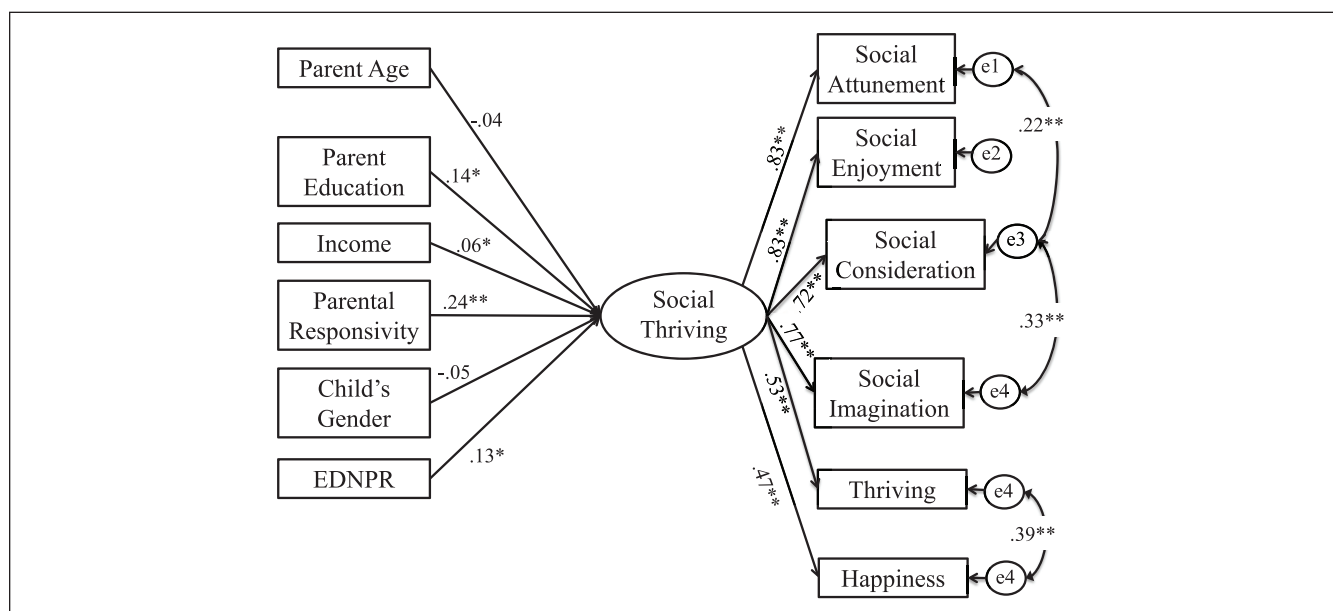 Parent Age
Parent
Education
Income
Parental
Responsivity
Child's
Gender
EDNPR
-.04
.14*
.06*
.24**
-.05
.13*
Social
Thriving
.83**
.83**
.72**
.77**
.53**
.47**
Social
Attunement
Social
Enjoyment
Social
Consideration
Social
Imagination
Thriving
Happiness
e1
e2
e3
e4
e4
e4
.22**
.33**
.39**